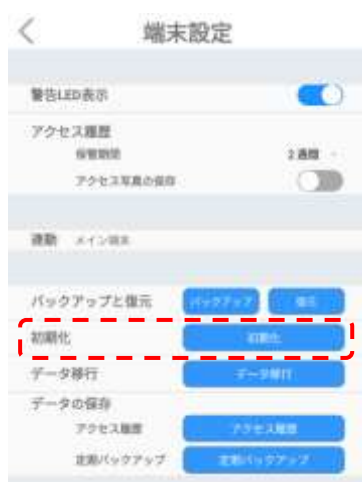 端末設定
警告LED表示
アクセス履歴
保管期間 2週間
アクセス写真の保存
連動 メイン端末
バックアップと復元 バックアップ 復元
初期化 初期化
データ移行 データ移行
データの保存
アクセス履歴 アクセス履歴
定期バックアップ 定期バックアップ